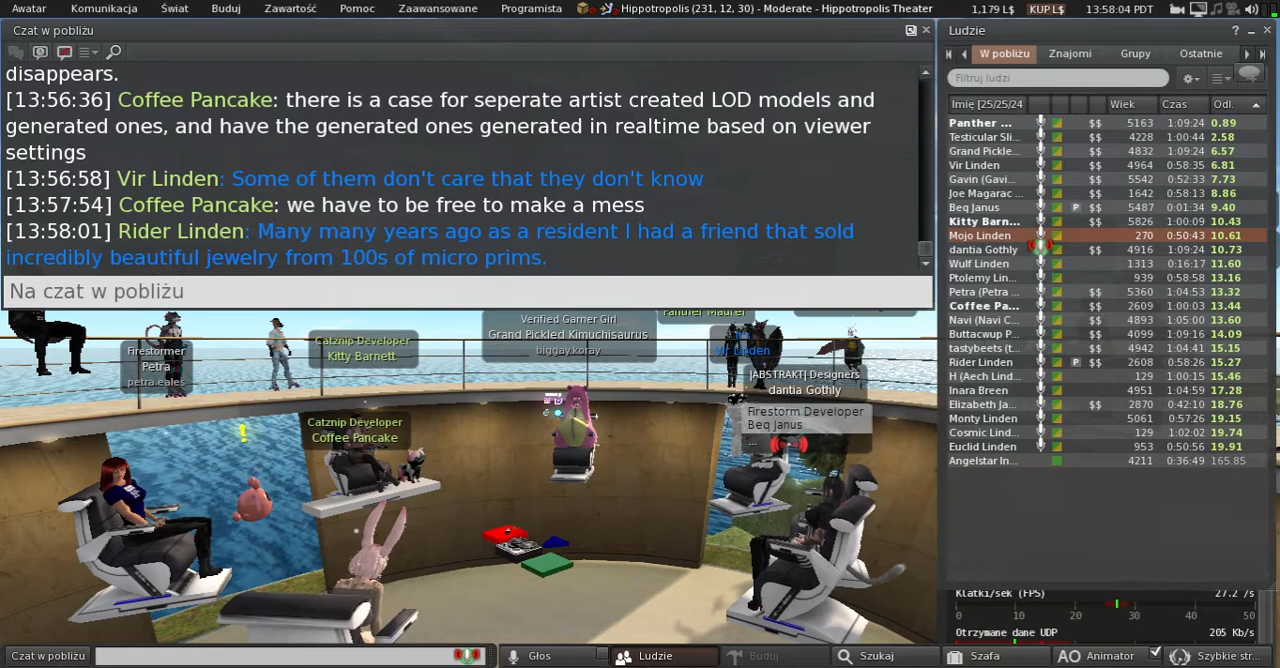 Awatar Komunikacja Świat Buduj Zawartość Pomoc Zaawansowane Programista Hippotropolis (231, 12, 30) - Moderate - Hippotropolis Theater 1,179 L$ KUP L$ 13:58:04 PDT
Czat w pobliżu
disappears.
[13:56:36] Coffee Pancake: there is a case for seperate artist created LOD models and
generated ones, and have the generated ones generated in realtime based on viewer
settings
[13:56:58] Vir Linden: Some of them don't care that they don't know
[13:57:54] Coffee Pancake: we have to be free to make a mess
[13:58:01] Rider Linden: Many many years ago as a resident I had a friend that sold
incredibly beautiful jewelry from 100s of micro prims.
Na czat w pobliżu
Verified Gamer Girl
Grand Pickled Kimuchisaurus
biggay.koray
Panther Maurer
Firestormer
Petra
petra.eales
Catznip Developer
Kitty Barnett
Vir Linden
|ABSTRAKT| Designers
dantia Gothly
Firestorm Developer
Beq Janus
...
Catznip Developer
Coffee Pancake
Ludzie
W pobliżu Znajomi Grupy Ostatnie
Filtruj ludzi
Imię [25/25/24 Wiek Czas Odl.
Panther ... $$ 5163 1:09:24 0.89
Testicular Sli... $$ 4228 1:00:44 2.58
Grand Pickle... $$ 4832 1:09:24 6.57
Vir Linden $$ 4964 0:58:35 6.81
Gavin (Gavi... $$ 5542 0:52:33 7.73
Joe Magarac ... $$ 1642 0:58:13 8.86
Beq Janus P $$ 5487 0:01:34 9.40
Kitty Barn... $$ 5826 1:00:09 10.43
Mojo Linden 270 0:50:43 10.61
dantia Gothly $$ 4916 1:09:24 10.73
Wulf Linden 1313 0:16:17 11.60
Ptolemy Lin... 939 0:58:58 13.16
Petra (Petra ... $$ 5360 1:04:53 13.32
Coffee Pa... $$ 2609 1:00:03 13.44
Navi (Navi C... $$ 4893 1:05:00 13.60
Buttacwup P... $$ 4099 1:09:16 14.09
tastybeets (t... $$ 4942 1:04:41 15.15
Rider Linden P $$ 2608 0:58:26 15.27
H (Aech Lind... 129 1:00:15 15.46
Inara Breen 4951 1:04:59 17.28
Elizabeth Ja... $$ 2870 0:42:10 18.76
Monty Linden 5061 0:57:26 19.15
Cosmic Lind... 129 1:02:02 19.74
Euclid Linden 953 0:50:56 19.91
Angelstar In... 4211 0:36:49 165.85
Klatki/sek (FPS) 27.2 /s
0 10 20 30 40 50
Otrzymane dane UDP 205 Kb/s
Czat w pobliżu Głos Ludzie Buduj Szukaj Szafa AO Animator Szybkie str...